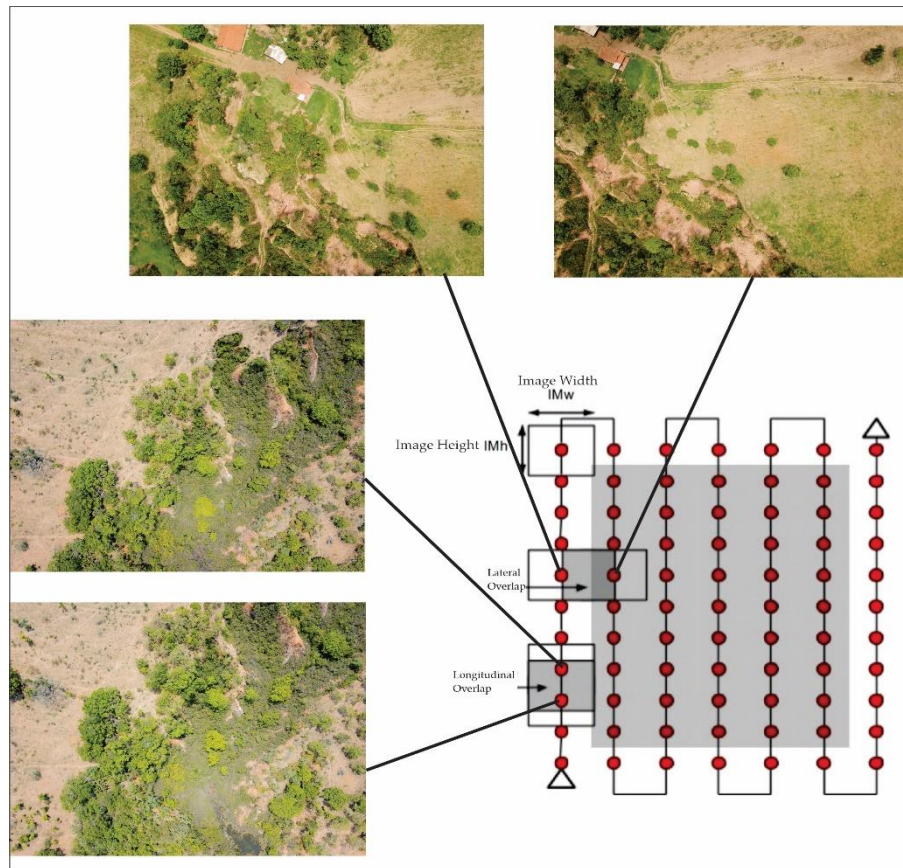 Image Width
IMw
Image Height IMh
Lateral
Overlap
Longitudinal
Overlap